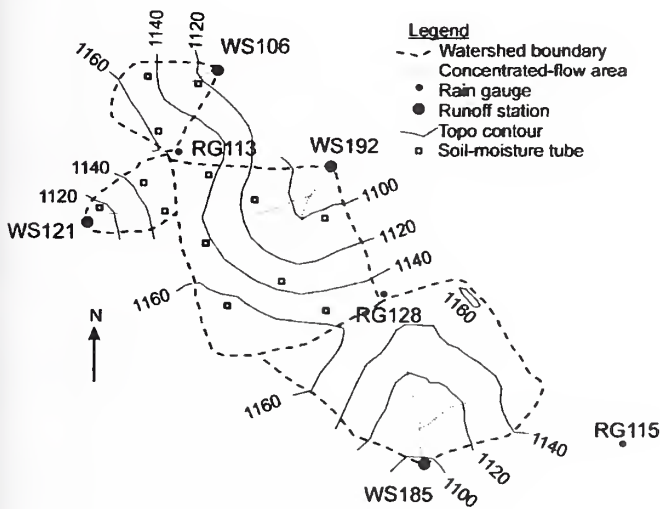 1140
1120
1160
WS106
Legend
Watershed boundary
Concentrated-flow area
Rain gauge
Runoff station
Topo contour
Soil-moisture tube
RG113
WS192
1140
1120
1100
WS121
1120
1140
1160
1160
RG128
N
1160
1140
RG115
1120
WS185
1100